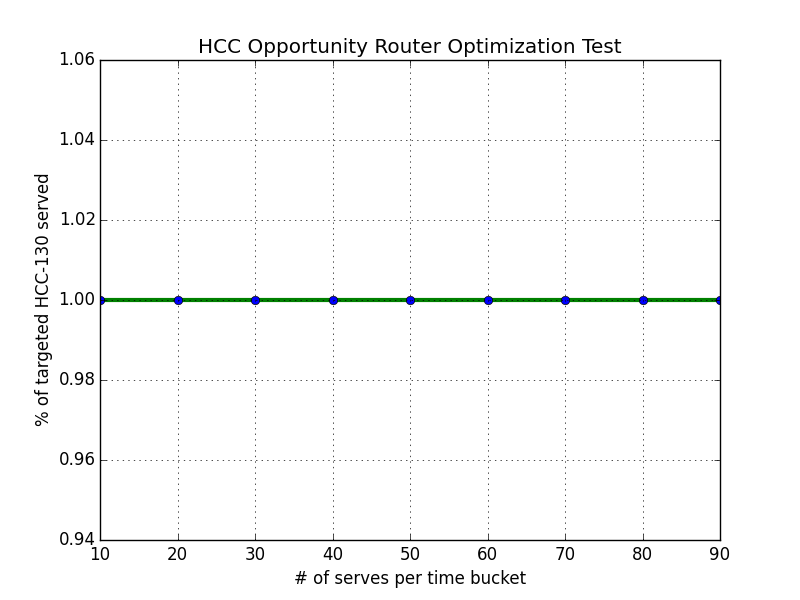 HCC Opportunity Router Optimization Test
1.06
1.04
1.02
1.00
0.98
0.96
0.94
% of targeted HCC-130 served
10 20 30 40 50 60 70 80 90
# of serves per time bucket